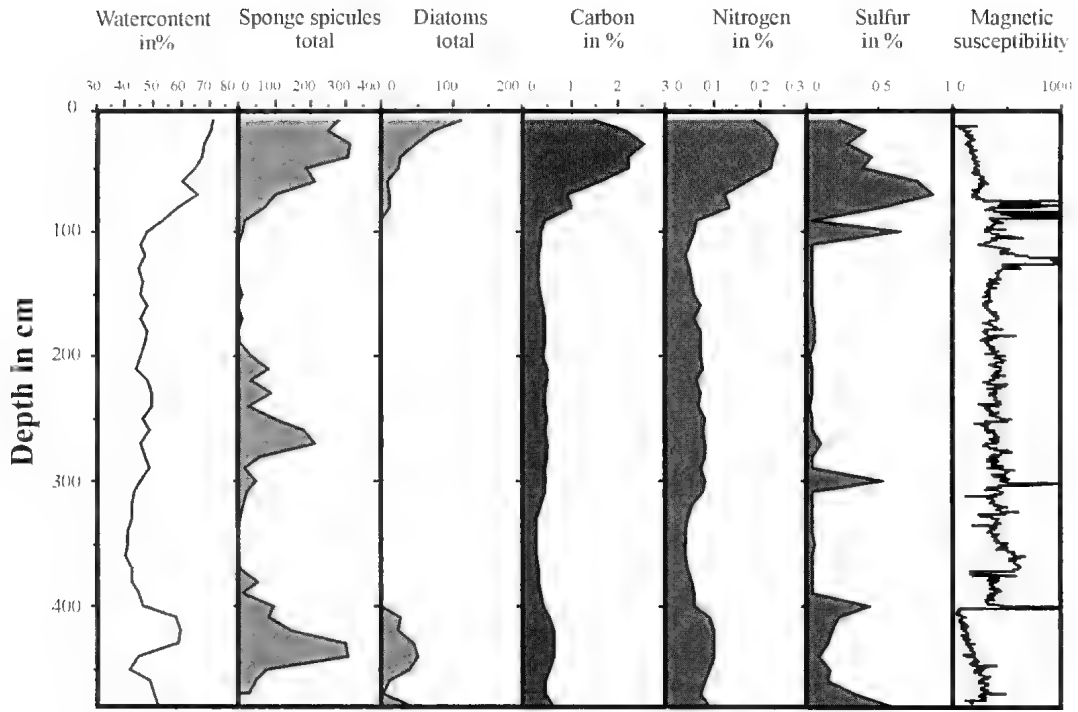 Watercontent Sponge spicules Diatoms Carbon Nitrogen Sulfur Magnetic
in% total total in % in % in % susceptibility
30 40 50 60 70 80 0 100 200 300 400 0 100 200 0 1 2 3 0 0 1 0 2 0 3 0 0 5 1 0 1000
0
100
200
300
400
Depth in cm